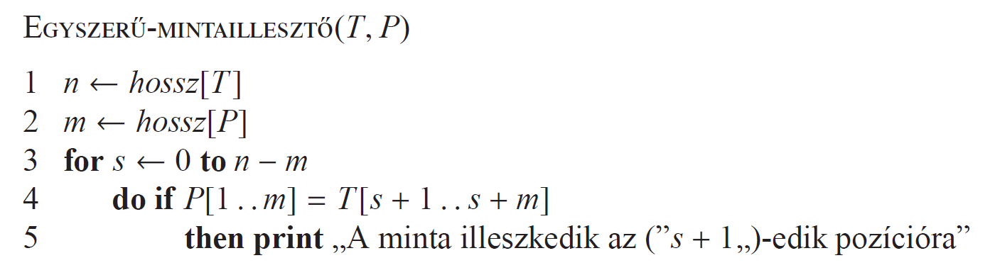 EGYSZERŰ-MINTAILLESZTŐ(T, P)
1 n ← hossz[T]
2 m ← hossz[P]
3 for s ← 0 to n – m
4 do if P[1 . . m] = T[s + 1 . . s + m]
5 then print „A minta illeszkedik az (”s + 1„)-edik pozícióra”